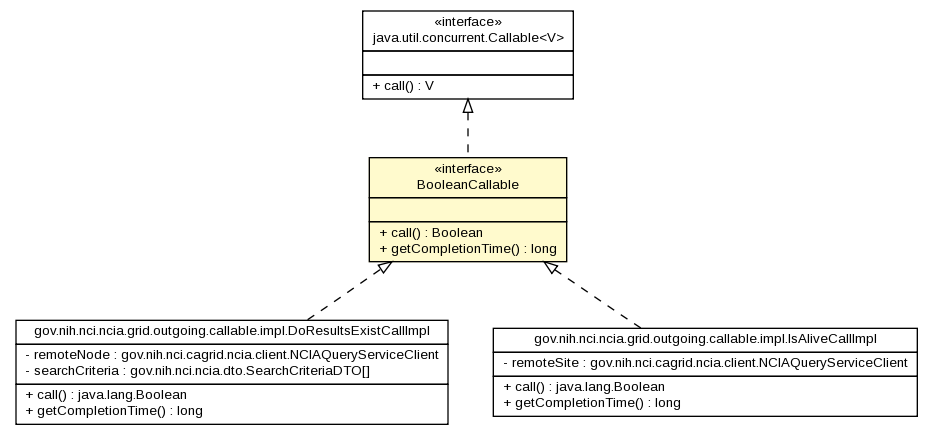 «interface»
java.util.concurrent.Callable<V>
+ call() : V
«interface»
BooleanCallable
+ call() : Boolean
+ getCompletionTime() : long
gov.nih.nci.ncia.grid.outgoing.callable.impl.DoResultsExistCallImpl
- remoteNode : gov.nih.nci.cagrid.ncia.client.NCIAQueryServiceClient
- searchCriteria : gov.nih.nci.ncia.dto.SearchCriteriaDTO[]
+ call() : java.lang.Boolean
+ getCompletionTime() : long
gov.nih.nci.ncia.grid.outgoing.callable.impl.IsAliveCallImpl
- remoteSite : gov.nih.nci.cagrid.ncia.client.NCIAQueryServiceClient
+ call() : java.lang.Boolean
+ getCompletionTime() : long